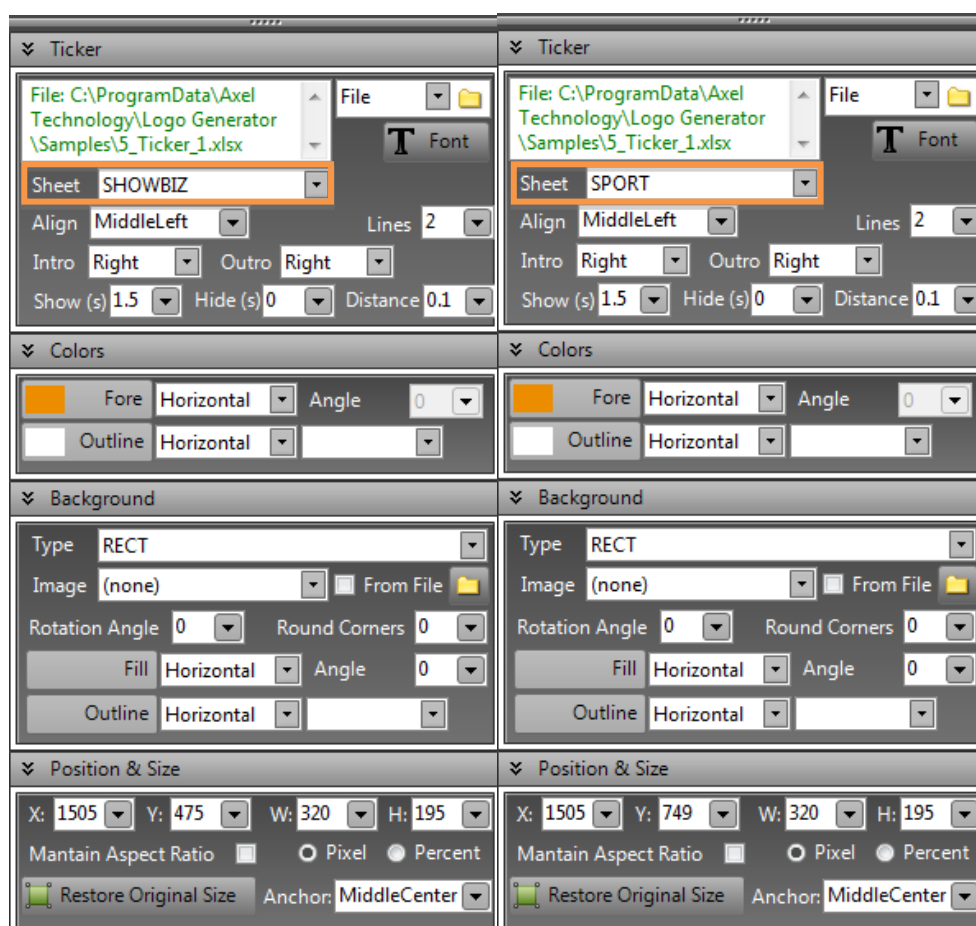 Ticker
File: C:\ProgramData\Axel
Technology\Logo Generator
\Samples\5_Ticker_1.xlsx
File
Font
Sheet SHOWBIZ
Align MiddleLeft Lines 2
Intro Right Outro Right
Show (s) 1.5 Hide (s) 0 Distance 0.1
Colors
Fore Horizontal Angle 0
Outline Horizontal
Background
Type RECT
Image (none) From File
Rotation Angle 0 Round Corners 0
Fill Horizontal Angle 0
Outline Horizontal
Position & Size
X: 1505 Y: 475 W: 320 H: 195
Mantain Aspect Ratio Pixel Percent
Restore Original Size Anchor: MiddleCenter
Ticker
File: C:\ProgramData\Axel
Technology\Logo Generator
\Samples\5_Ticker_1.xlsx
File
Font
Sheet SPORT
Align MiddleLeft Lines 2
Intro Right Outro Right
Show (s) 1.5 Hide (s) 0 Distance 0.1
Colors
Fore Horizontal Angle 0
Outline Horizontal
Background
Type RECT
Image (none) From File
Rotation Angle 0 Round Corners 0
Fill Horizontal Angle 0
Outline Horizontal
Position & Size
X: 1505 Y: 749 W: 320 H: 195
Mantain Aspect Ratio Pixel Percent
Restore Original Size Anchor: MiddleCenter